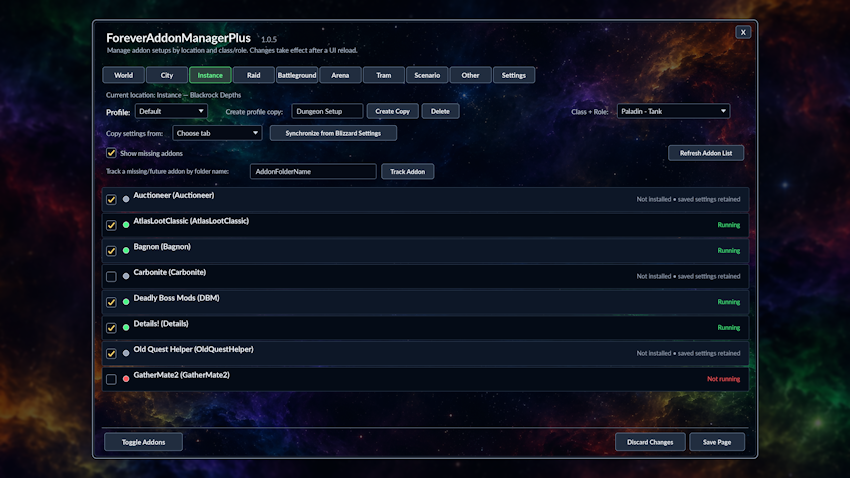 ForeverAddonManagerPlus 1.0.5 X
Manage addon setups by location and class/role. Changes take effect after a UI reload.
World City Instance Raid Battleground Arena Tram Scenario Other Settings
Current location: Instance — Blackrock Depths
Profile: Default Create profile copy: Dungeon Setup Create Copy Delete Class + Role: Paladin - Tank
Copy settings from: Choose tab Synchronize from Blizzard Settings
Show missing addons Refresh Addon List
Track a missing/future addon by folder name: AddonFolderName Track Addon
Auctioneer (Auctioneer) Not installed • saved settings retained
AtlasLootClassic (AtlasLootClassic) Running
Bagnon (Bagnon) Running
Carbonite (Carbonite) Not installed • saved settings retained
Deadly Boss Mods (DBM) Running
Details! (Details) Running
Old Quest Helper (OldQuestHelper) Not installed • saved settings retained
GatherMate2 (GatherMate2) Not running
Toggle Addons Discard Changes Save Page